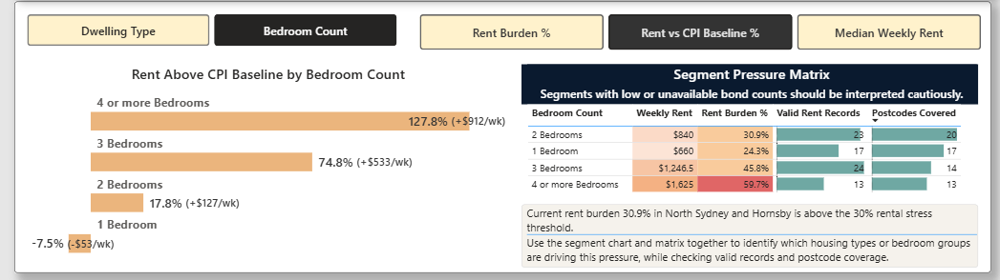 Dwelling Type
Bedroom Count
Rent Burden %
Rent vs CPI Baseline %
Median Weekly Rent
Rent Above CPI Baseline by Bedroom Count
4 or more Bedrooms
127.8% (+$912/wk)
3 Bedrooms
74.8% (+$533/wk)
2 Bedrooms
17.8% (+$127/wk)
1 Bedroom
-7.5% (-$53/wk)
Segment Pressure Matrix
Segments with low or unavailable bond counts should be interpreted cautiously.
Bedroom Count Weekly Rent Rent Burden % Valid Rent Records Postcodes Covered
2 Bedrooms $840 30.9% 23 20
1 Bedroom $660 24.3% 17 17
3 Bedrooms $1,246.5 45.8% 24 14
4 or more Bedrooms $1,625 59.7% 13 13
Current rent burden 30.9% in North Sydney and Hornsby is above the 30% rental stress
threshold.
Use the segment chart and matrix together to identify which housing types or bedroom groups
are driving this pressure, while checking valid records and postcode coverage.